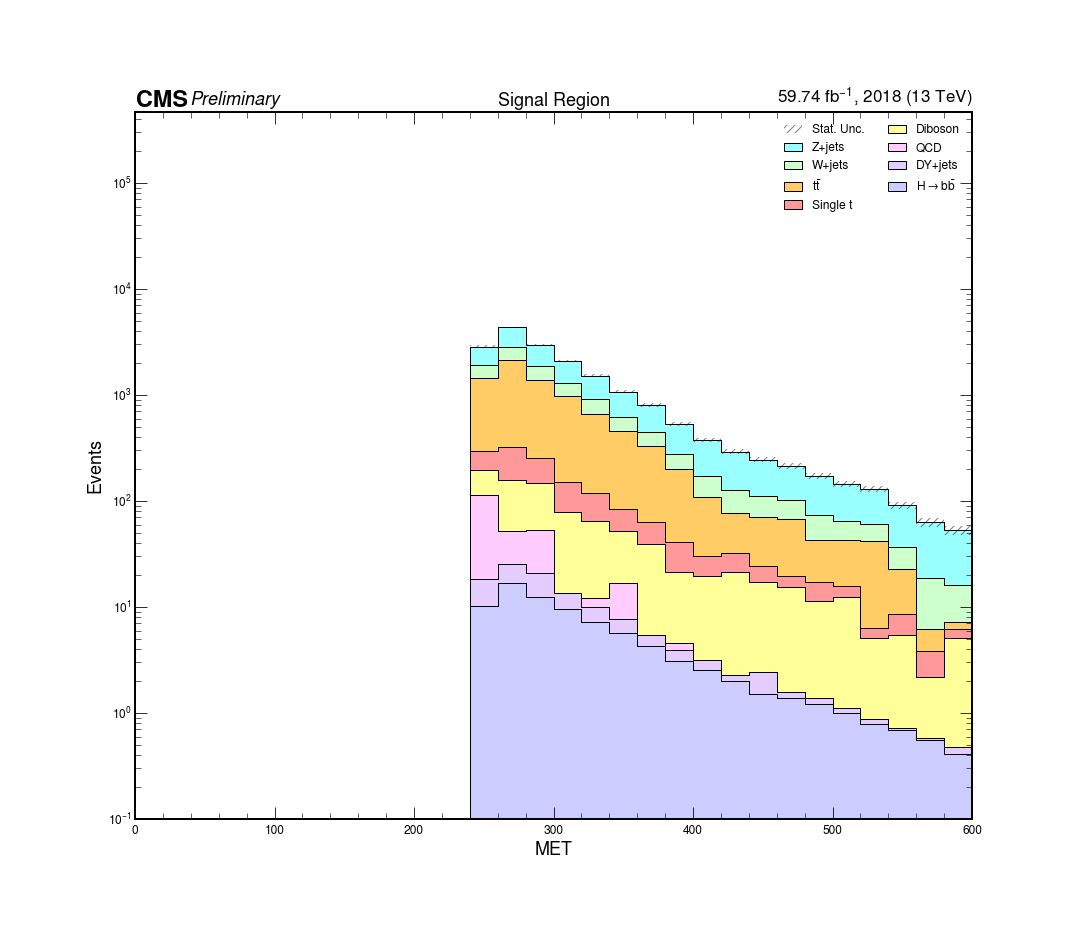 CMS Preliminary Signal Region 59.74 fb⁻¹, 2018 (13 TeV)
Stat. Unc.
Z+jets
W+jets
tt̄
Single t
Diboson
QCD
DY+jets
H→bb̄
10⁵
10⁴
10³
10²
10¹
10⁰
10⁻¹
Events
0 100 200 300 400 500 600
MET